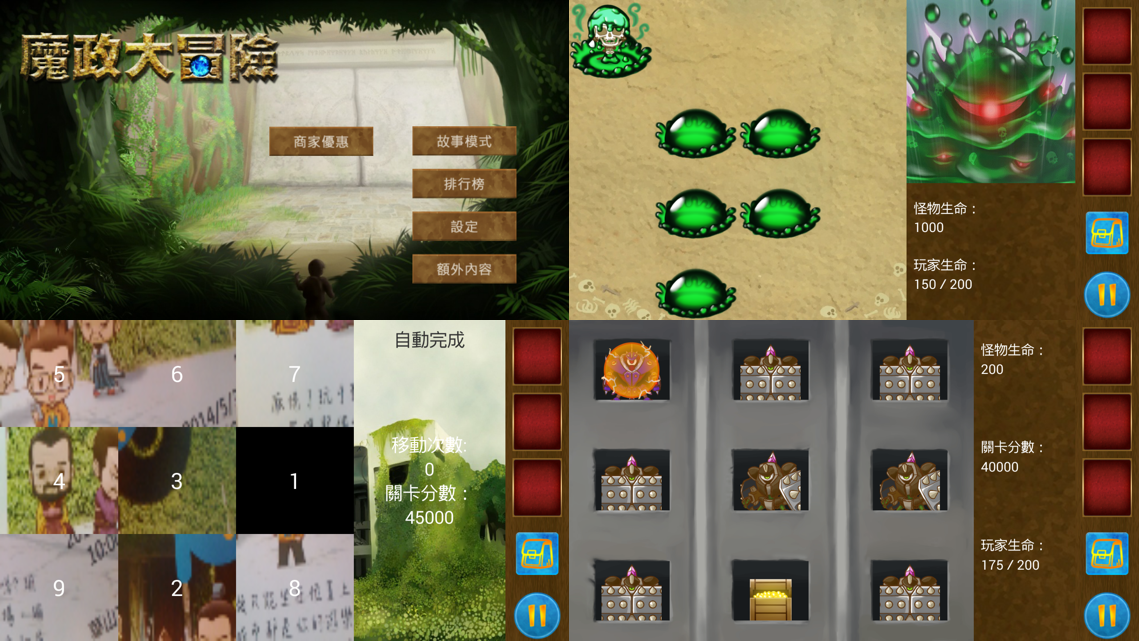 魔政大冒險
商家優惠
故事模式
排行榜
設定
額外內容
怪物生命：
1000
玩家生命：
150 / 200
5
6
7
2014/5/
4
3
1
9
2
8
自動完成
移動次數:
0
關卡分數：
45000
怪物生命：
200
關卡分數：
40000
玩家生命：
175 / 200